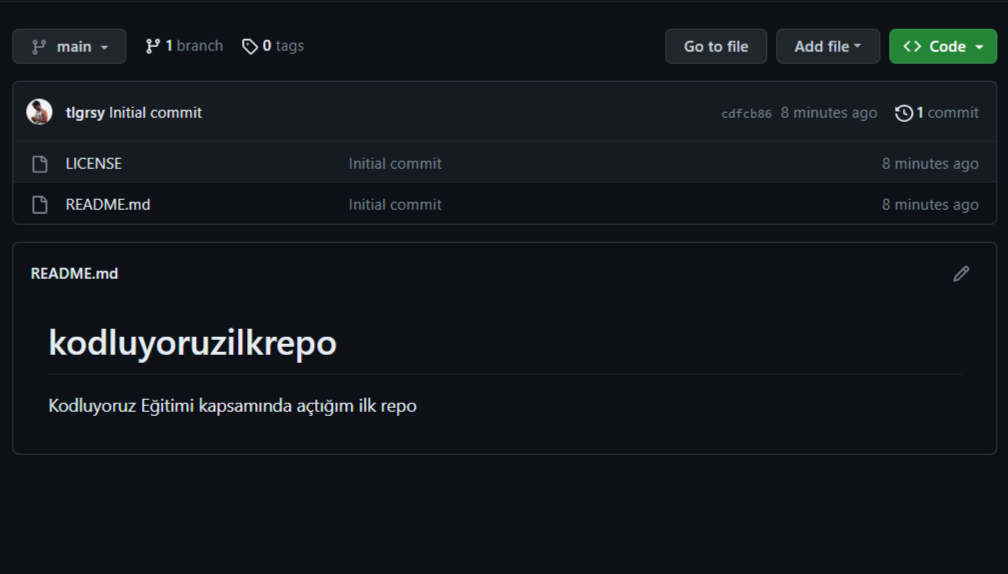 main 1 branch 0 tags Go to file Add file Code
tlgrsy Initial commit cdfcb86 8 minutes ago 1 commit
LICENSE Initial commit 8 minutes ago
README.md Initial commit 8 minutes ago
README.md
kodluyoruzilkrepo
Kodluyoruz Eğitimi kapsamında açtığım ilk repo